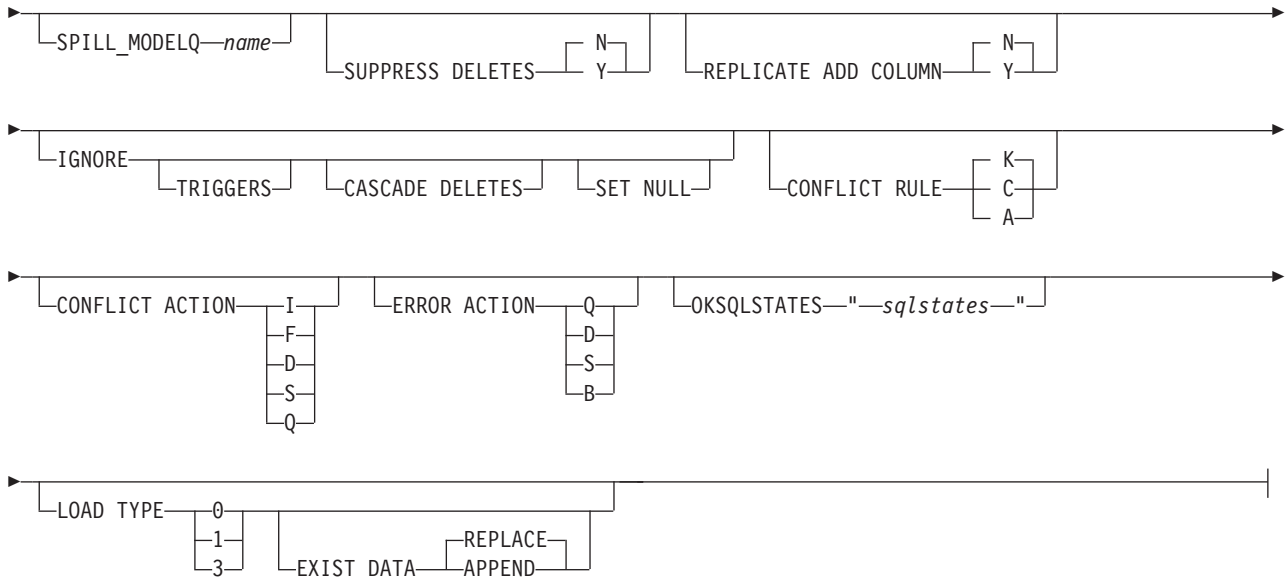 SPILL_MODELQ name SUPPRESS DELETES N Y REPLICATE ADD COLUMN N Y
IGNORE TRIGGERS CASCADE DELETES SET NULL CONFLICT RULE K C A
CONFLICT ACTION I F D S Q ERROR ACTION Q D S B OKSQLSTATES " sqlstates "
LOAD TYPE 0 1 3 EXIST DATA REPLACE APPEND